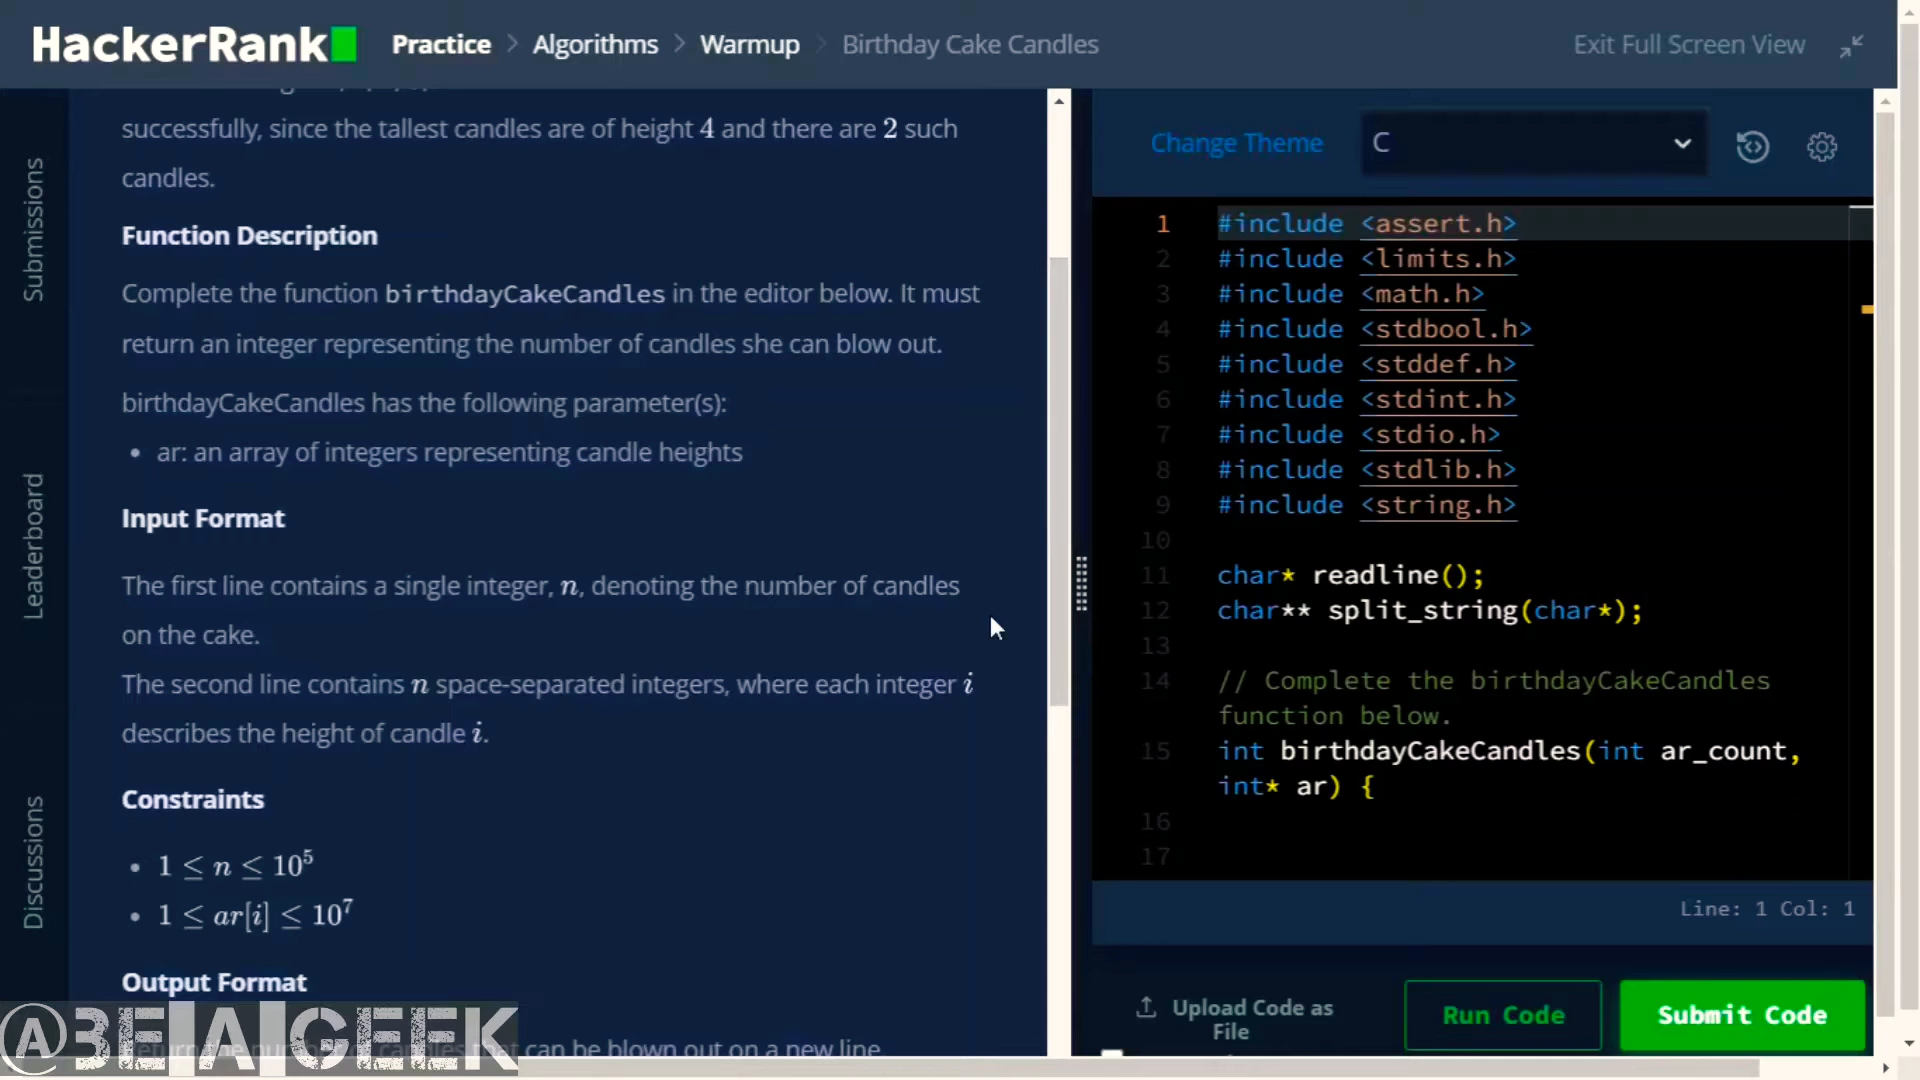 HackerRank
Practice > Algorithms > Warmup > Birthday Cake Candles
Exit Full Screen View
Submissions
Leaderboard
Discussions
successfully, since the tallest candles are of height 4 and there are 2 such
candles.
Function Description
Complete the function birthdayCakeCandles in the editor below. It must
return an integer representing the number of candles she can blow out.
birthdayCakeCandles has the following parameter(s):
• ar: an array of integers representing candle heights
Input Format
The first line contains a single integer, n, denoting the number of candles
on the cake.
The second line contains n space-separated integers, where each integer i
describes the height of candle i.
Constraints
• 1 ≤ n ≤ 10⁵
• 1 ≤ ar[i] ≤ 10⁷
Output Format
can be blown out on a new line
@BE|A|GEEK
Change Theme
C
1 #include <assert.h>
2 #include <limits.h>
3 #include <math.h>
4 #include <stdbool.h>
5 #include <stddef.h>
6 #include <stdint.h>
7 #include <stdio.h>
8 #include <stdlib.h>
9 #include <string.h>
10
11 char* readline();
12 char** split_string(char*);
13
14 // Complete the birthdayCakeCandles
function below.
15 int birthdayCakeCandles(int ar_count,
int* ar) {
16
17
Line: 1 Col: 1
Upload Code as
File
Run Code
Submit Code